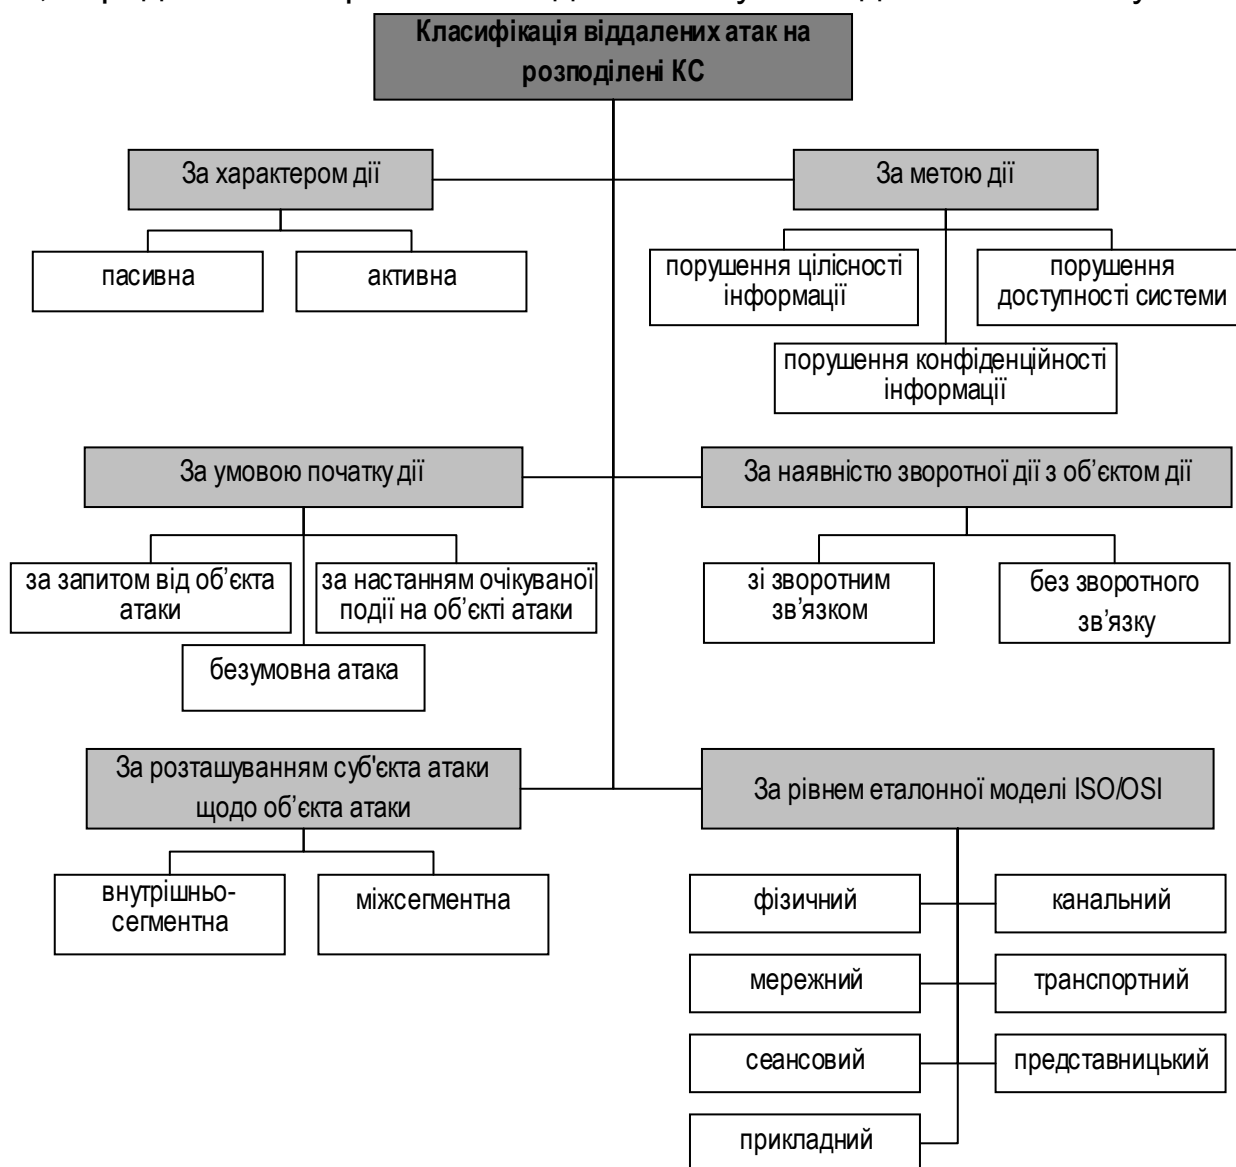 Класифікація віддалених атак на
розподілені КС
За характером дії
За метою дії
пасивна
активна
порушення цілісності
інформації
порушення
доступності системи
порушення конфіденційності
інформації
За умовою початку дії
За наявністю зворотної дії з об’єктом дії
за запитом від об’єкта
атаки
за настанням очікуваної
події на об’єкті атаки
безумовна атака
зі зворотним
зв’язком
без зворотного
зв’язку
За розташуванням суб'єкта атаки
щодо об’єкта атаки
За рівнем еталонної моделі ISO/OSI
внутрішньо-
сегментна
міжсегментна
фізичний
канальний
мережний
транспортний
сеансовий
представницький
прикладний